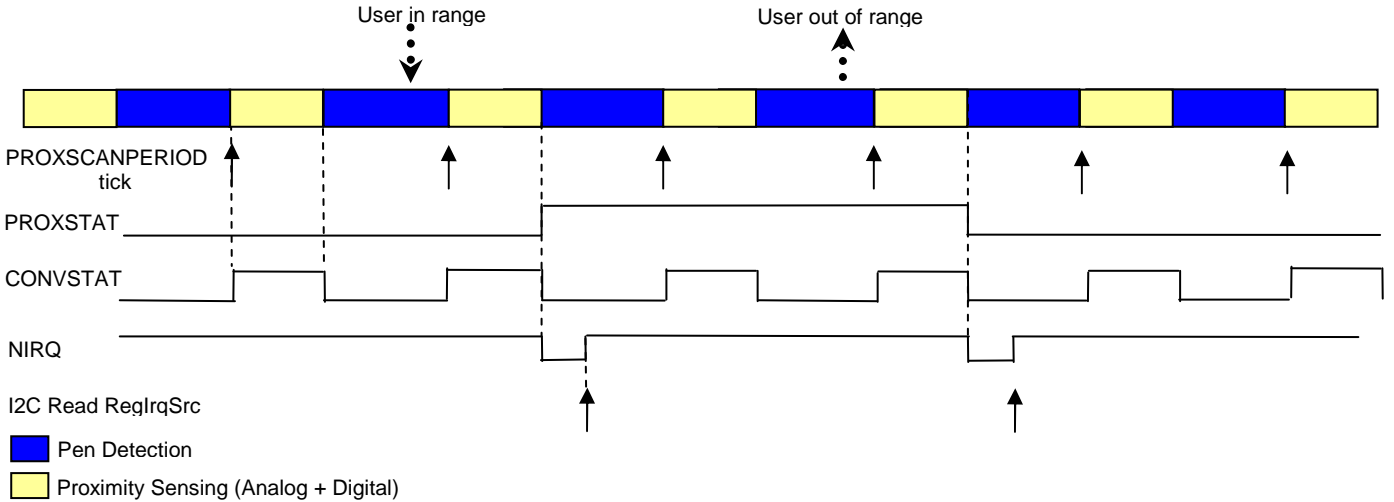 User in range
User out of range
PROXSCANPERIOD
tick
PROXSTAT
CONVSTAT
NIRQ
I2C Read RegIrqSrc
Pen Detection
Proximity Sensing (Analog + Digital)